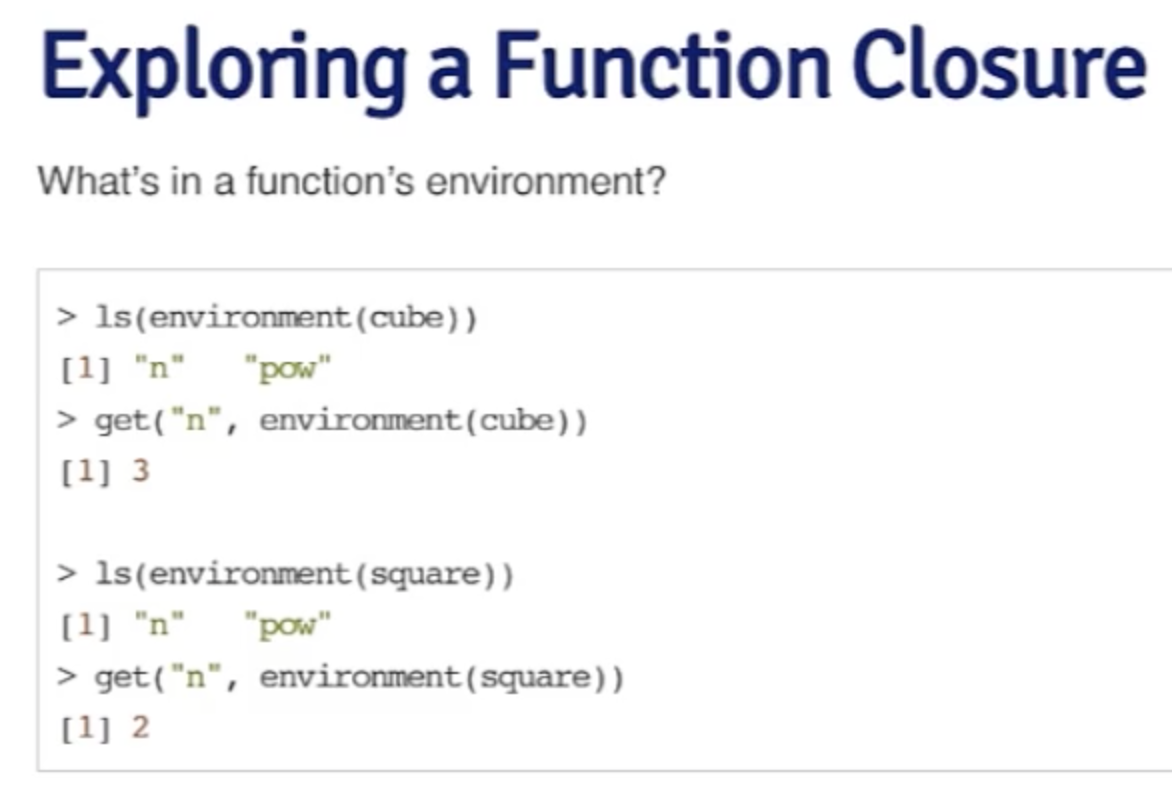 Exploring a Function Closure
What's in a function's environment?
> ls(environment(cube))
[1] "n"   "pow"
> get("n", environment(cube))
[1] 3
> ls(environment(square))
[1] "n"   "pow"
> get("n", environment(square))
[1] 2